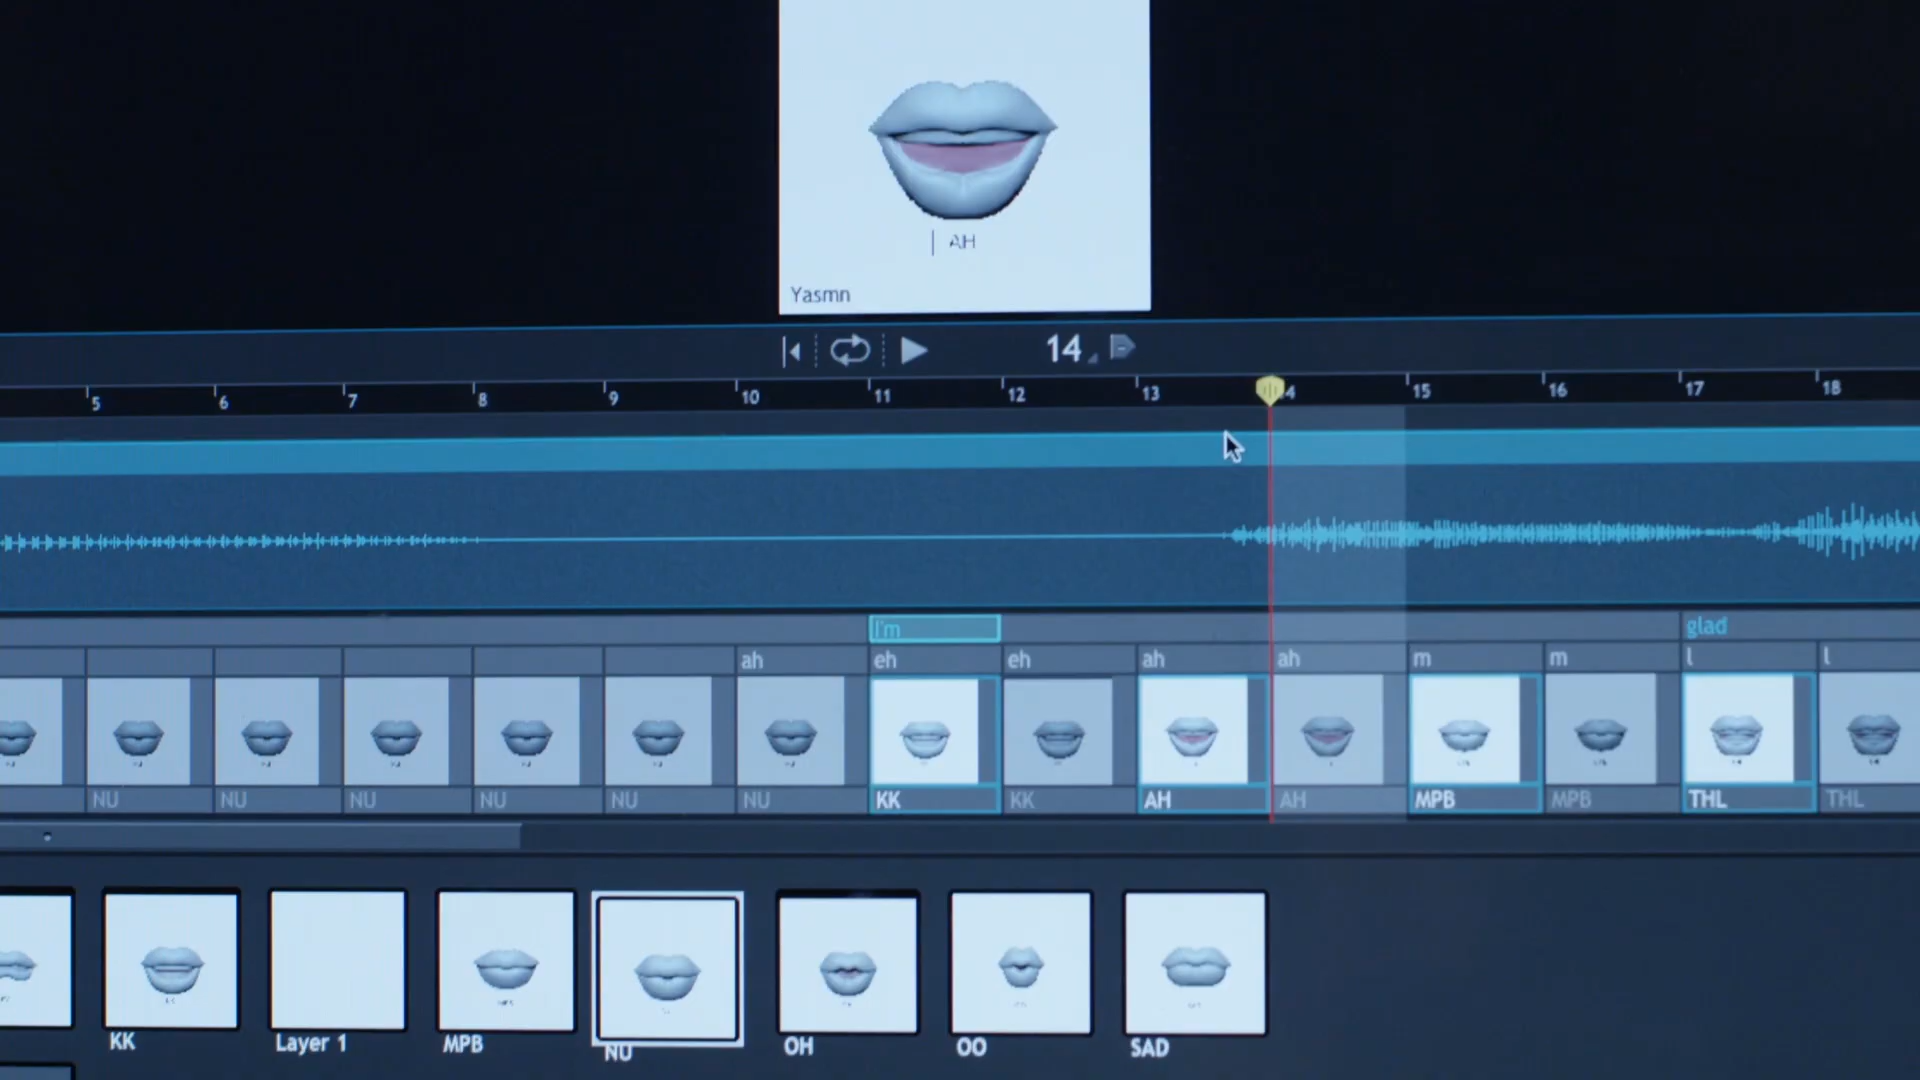 AH
Yasmn
14
5 6 7 8 9 10 11 12 13 14 15 16 17 18
I'm glad
ah eh eh ah ah m m l l
NU NU NU NU NU NU KK KK AH AH MPB MPB THL THL
KK Layer 1 MPB NU OH OO SAD